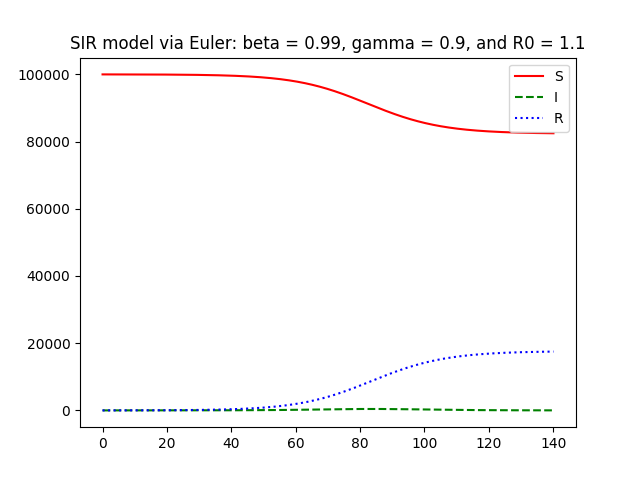 SIR model via Euler: beta = 0.99, gamma = 0.9, and R0 = 1.1
100000
80000
60000
40000
20000
0
S
I
R
0 20 40 60 80 100 120 140